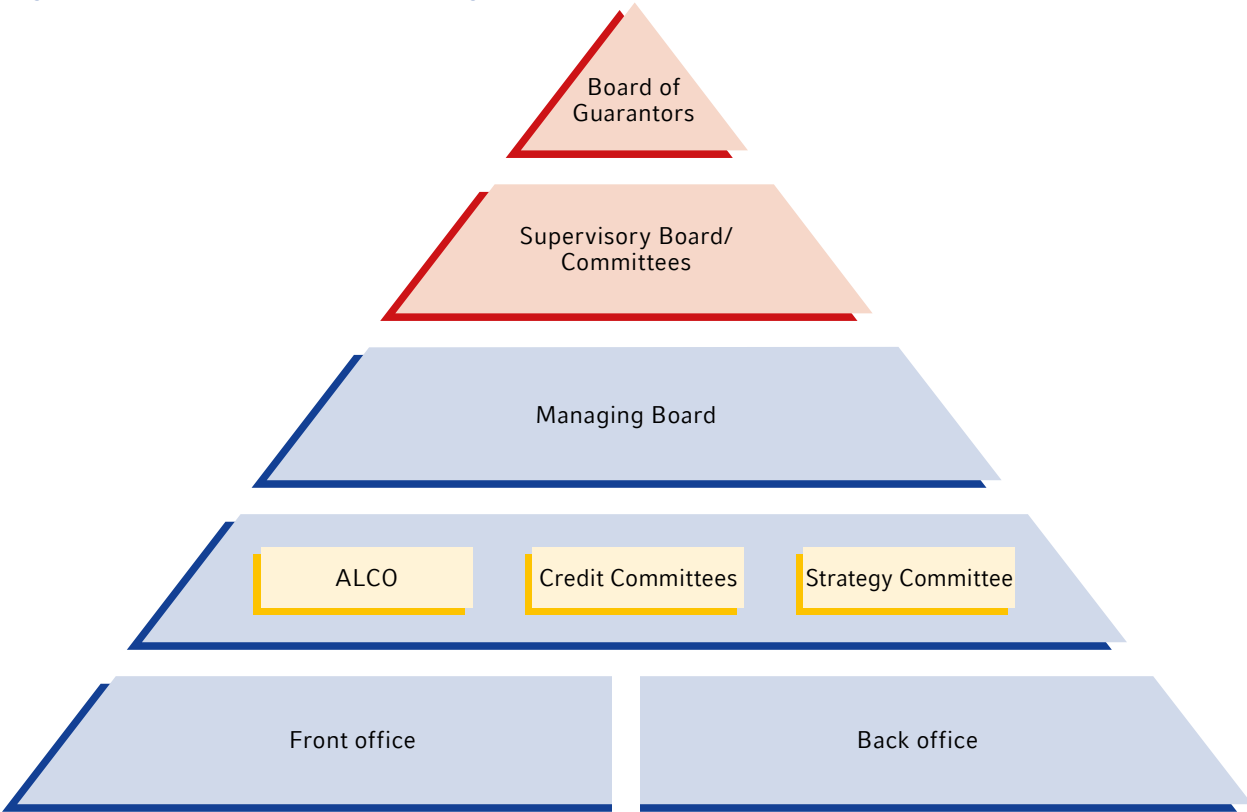 Board of
Guarantors
Supervisory Board/
Committees
Managing Board
ALCO
Credit Committees
Strategy Committee
Front office
Back office